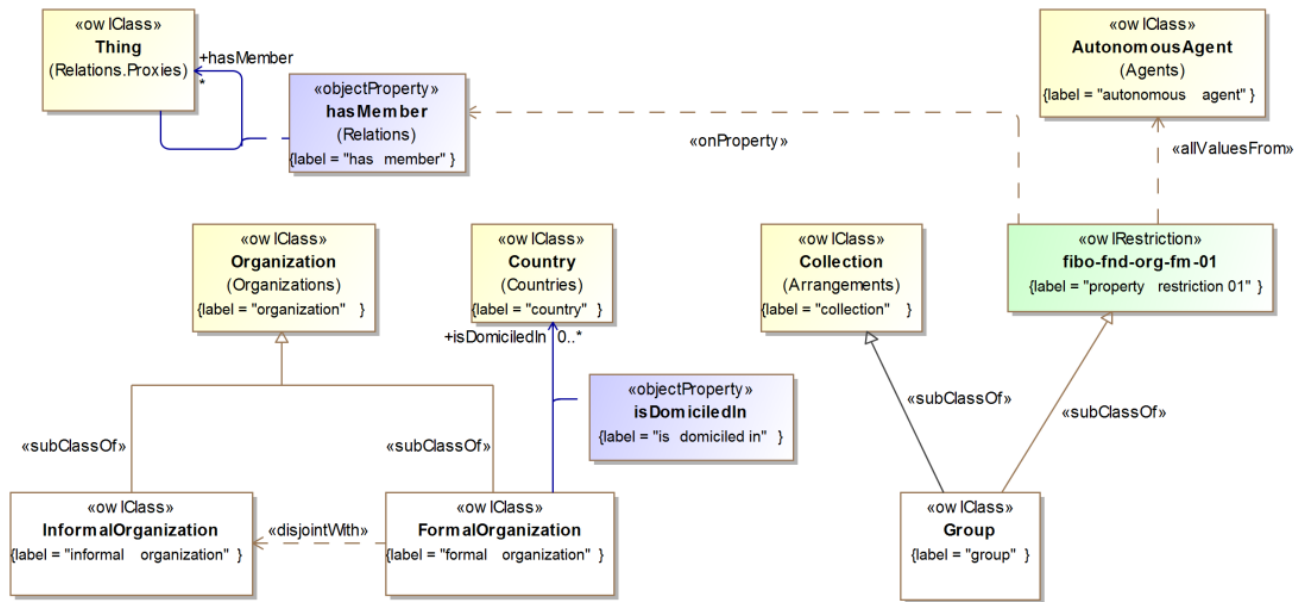 «owlClass»
Thing
(Relations.Proxies)
+hasMember
*
«objectProperty»
hasMember
(Relations)
{label = "has member" }
«onProperty»
«owlClass»
AutonomousAgent
(Agents)
{label = "autonomous agent" }
«allValuesFrom»
«owlClass»
Organization
(Organizations)
{label = "organization" }
«owlClass»
Country
(Countries)
{label = "country" }
+isDomiciledIn 0..*
«owlClass»
Collection
(Arrangements)
{label = "collection" }
«owlRestriction»
fibo-fnd-org-fm-01
{label = "property restriction 01" }
«objectProperty»
isDomiciledIn
{label = "is domiciled in" }
«subClassOf»
«subClassOf»
«subClassOf»
«subClassOf»
«owlClass»
InformalOrganization
{label = "informal organization" }
«disjointWith»
«owlClass»
FormalOrganization
{label = "formal organization" }
«owlClass»
Group
{label = "group" }